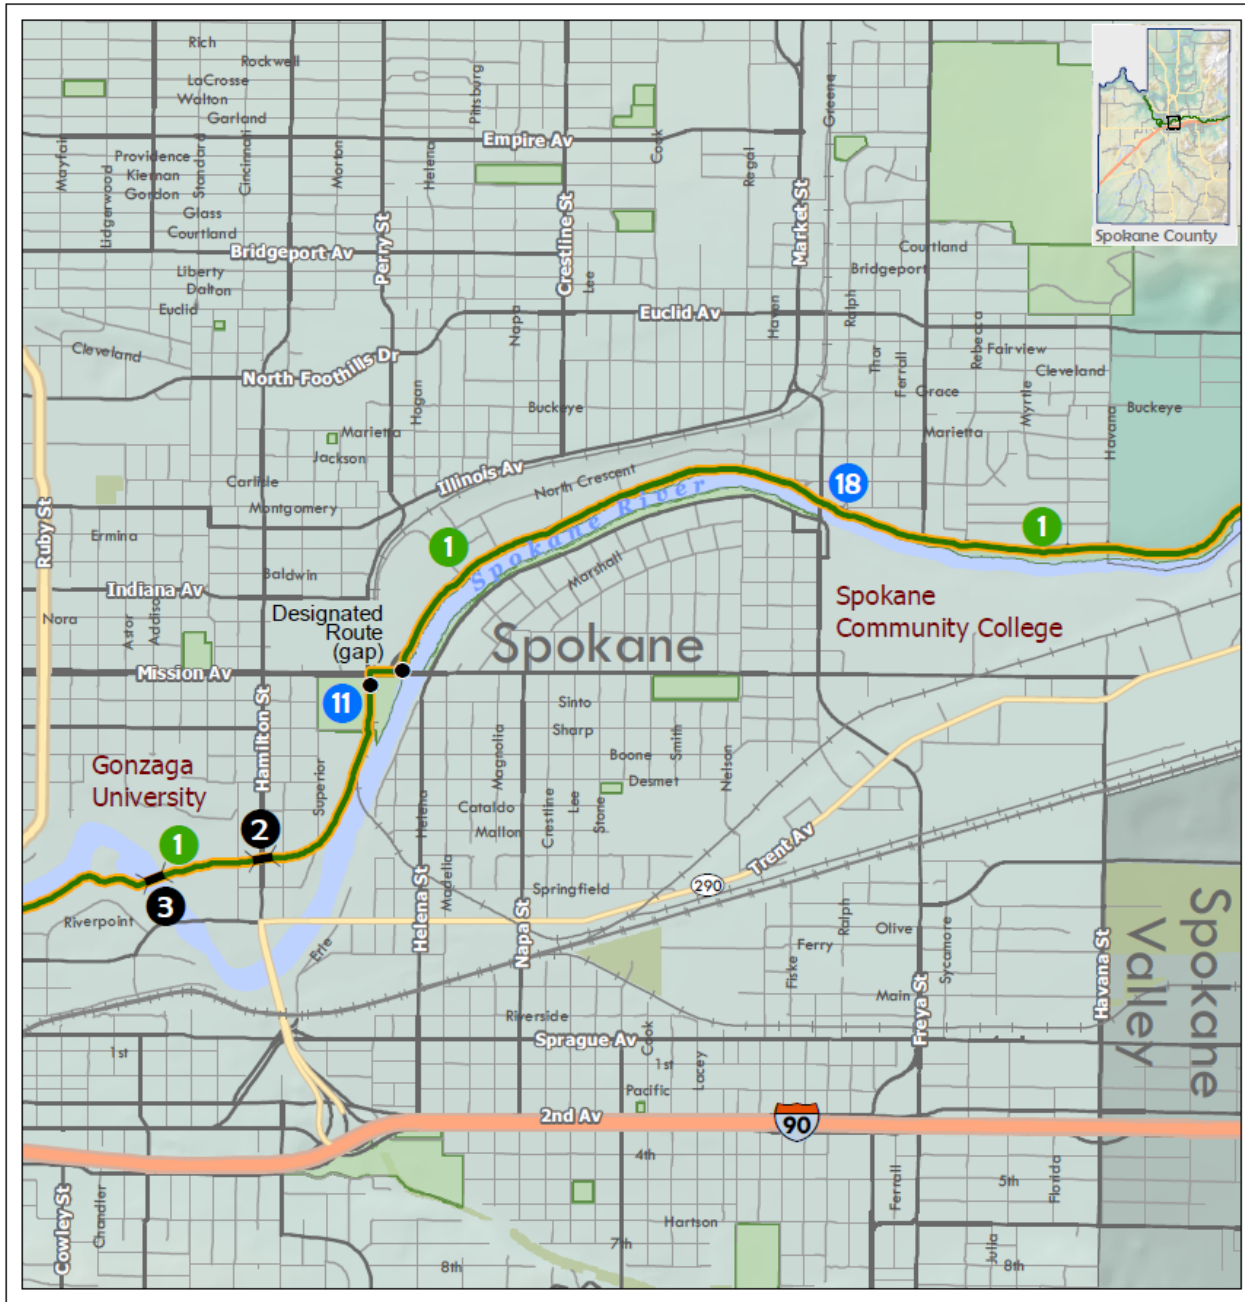 Rich
Rockwell
LaCrosse
Walton
Garland
Pittsburg
Greene
Empire Av
Mayfair
Lidgerwood
Providence
Kiernan
Gordon
Standard
Cincinnati
Morton
Helena
Cook
Regal
Glass
Courtland
Bridgeport Av
Perry St
Crestline St
Lee
Market St
Courtland
Bridgeport
Spokane County
Liberty
Dalton
Euclid
Euclid Av
Napa
Haven
Ralph
Rebecca
Fairview
Cleveland
Cleveland
North Foothills Dr
Hogan
Buckeye
Thor
Ferrall
Grace
Myrtle
Havana
Buckeye
Marietta
Jackson
Marietta
Illinois Av
North Crescent
Carlisle
Montgomery
Ruby St
Ermina
18
1
1
Spokane River
Marshall
Baldwin
Indiana Av
Nora
Astor
Addiso
Designated
Route
(gap)
Spokane
Spokane
Community College
Mission Av
11
Hamilton St
Sinto
Sharp
Boone
Desmet
Smith
Nelson
Magnolia
Gonzaga
University
Superior
Cataldo
Mallon
Crestline
Lee
Stone
Helena
2
1
3
Trent Av
290
Madelia
Springfield
Riverpoint
Erie
Helena St
Napa St
Ralph
Olive
Ferry
Fiske
Sycamore
Main
Freya St
Havana St
Spokane
Valley
Riverside
Sprague Av
Cook
1st
1st
Lacey
Pacific
2nd Av
90
4th
Cowley St
Chandler
Ferrall
5th
Florida
Hartson
7th
8th
Julia
8th